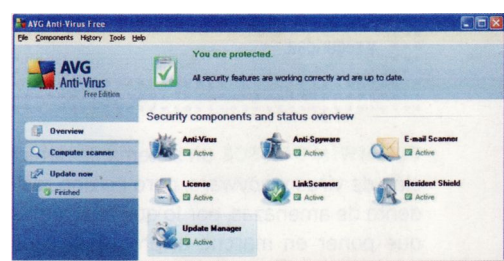 AVG Anti-Virus Free
File Components History Tools Help
AVG
Anti-Virus
Free Edition
You are protected.
All security features are working correctly and are up to date.
Overview
Computer scanner
Update now
Finished
Security components and status overview
Anti-Virus
Active
Anti-Spyware
Active
E-mail Scanner
Active
License
Active
LinkScanner
Active
Resident Shield
Active
Update Manager
Active